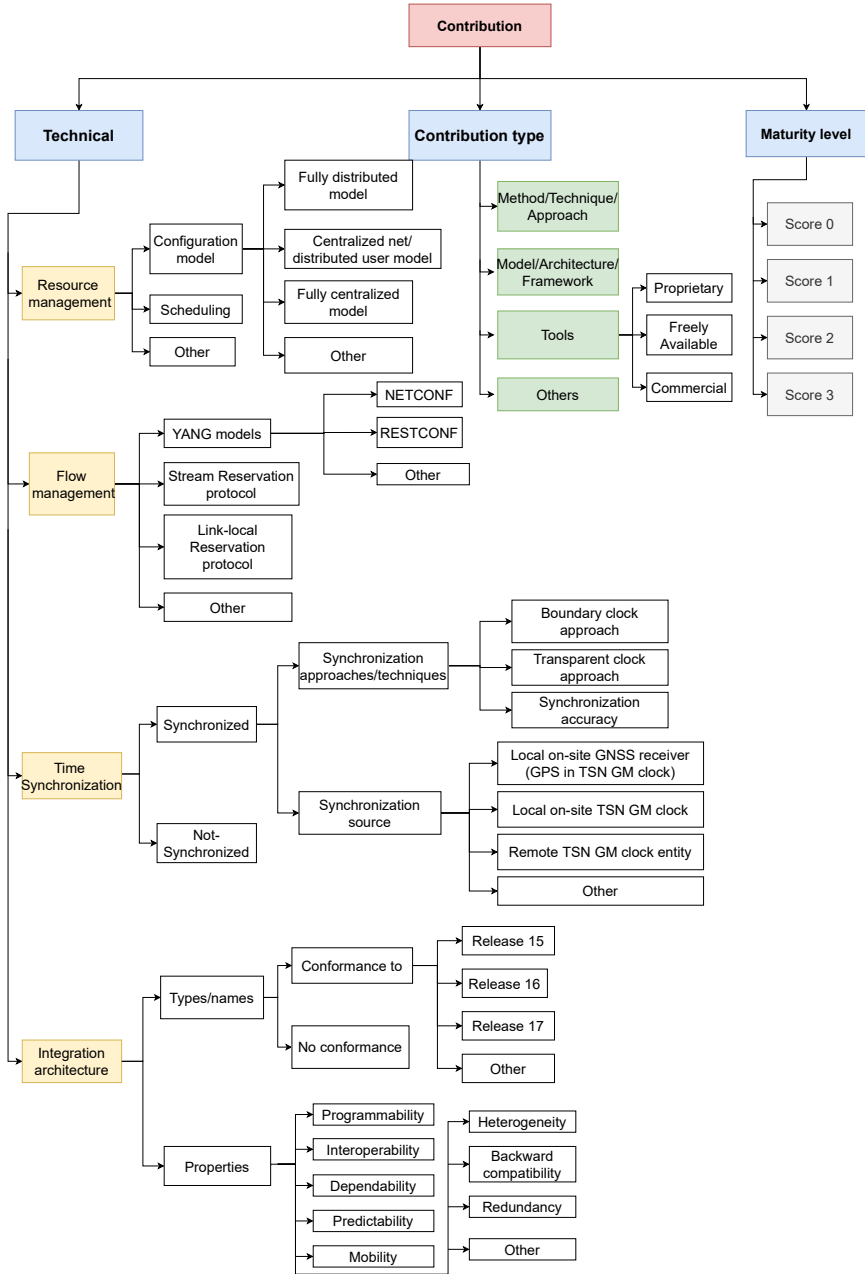 Contribution
Technical
Contribution type
Maturity level
Resource
management
Configuration
model
Fully distributed
model
Centralized net/
distributed user model
Fully centralized
model
Other
Scheduling
Other
Method/Technique/
Approach
Model/Architecture/
Framework
Tools
Others
Proprietary
Freely
Available
Commercial
Score 0
Score 1
Score 2
Score 3
Flow
management
YANG models
NETCONF
RESTCONF
Other
Stream Reservation
protocol
Link-local
Reservation
protocol
Other
Time
Synchronization
Synchronized
Synchronization
approaches/techniques
Boundary clock
approach
Transparent clock
approach
Synchronization
accuracy
Synchronization
source
Local on-site GNSS receiver
(GPS in TSN GM clock)
Local on-site TSN GM clock
Remote TSN GM clock entity
Other
Not-
Synchronized
Integration
architecture
Types/names
Conformance to
Release 15
Release 16
Release 17
Other
No conformance
Properties
Programmability
Interoperability
Dependability
Predictability
Mobility
Heterogeneity
Backward
compatibility
Redundancy
Other